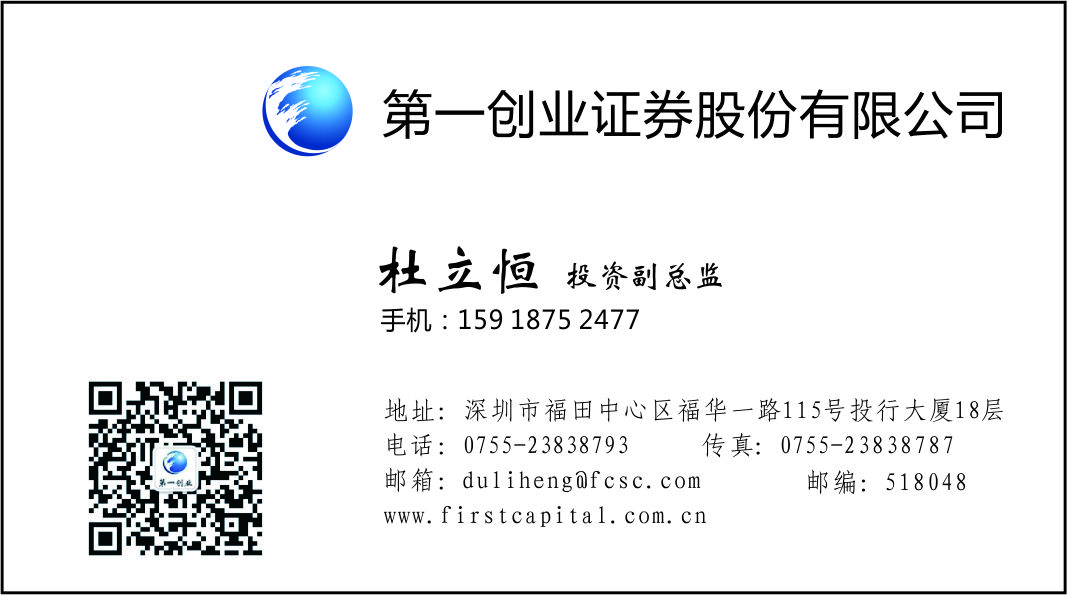 第一创业证券股份有限公司
杜立恒 投资副总监
手机：159 1875 2477
地址：深圳市福田中心区福华一路115号投行大厦18层
电话：0755-23838793 传真：0755-23838787
邮箱：duliheng@fcsc.com 邮编：518048
www.firstcapital.com.cn
第一创业